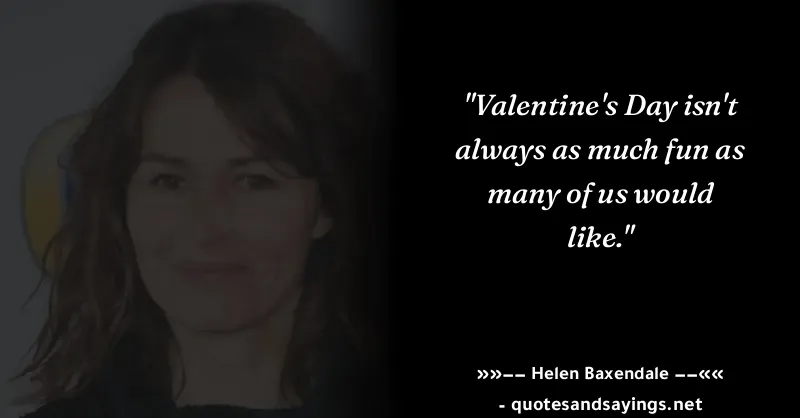 "Valentine's Day isn't
always as much fun as
many of us would
like."
»»−− Helen Baxendale −−««
- quotesandsayings.net